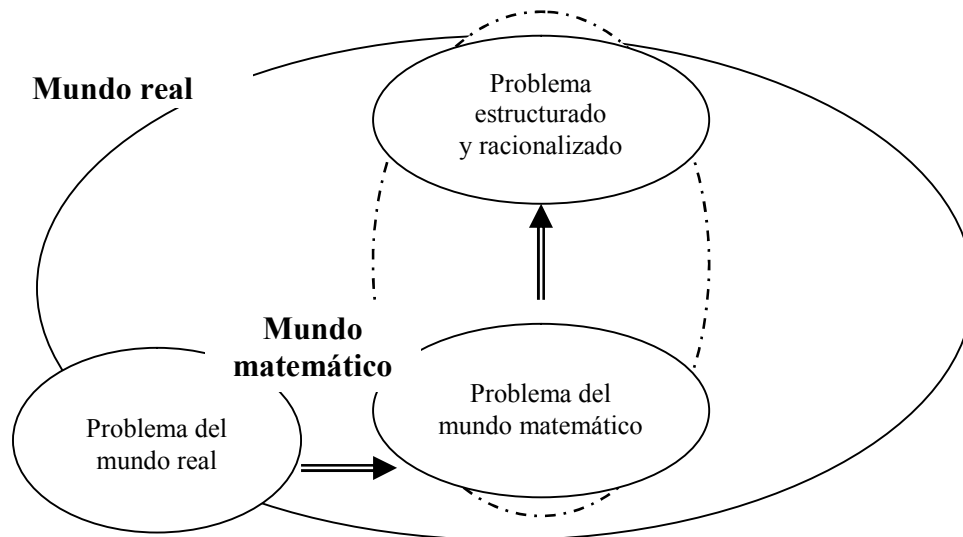 Mundo real
Problema
estructurado
y racionalizado
Mundo
matemático
Problema del
mundo real
Problema del
mundo matemático